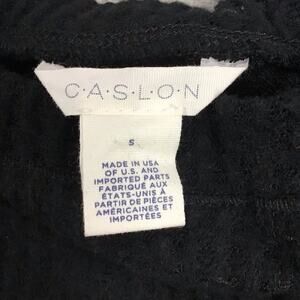 C·A·S·L·O·N
S
MADE IN USA
OF U.S. AND
IMPORTED PARTS
FABRIQUÉ AUX
ÉTATS-UNIS À
PARTIR DE PIÈCES
AMÉRICAINES ET
IMPORTÉES